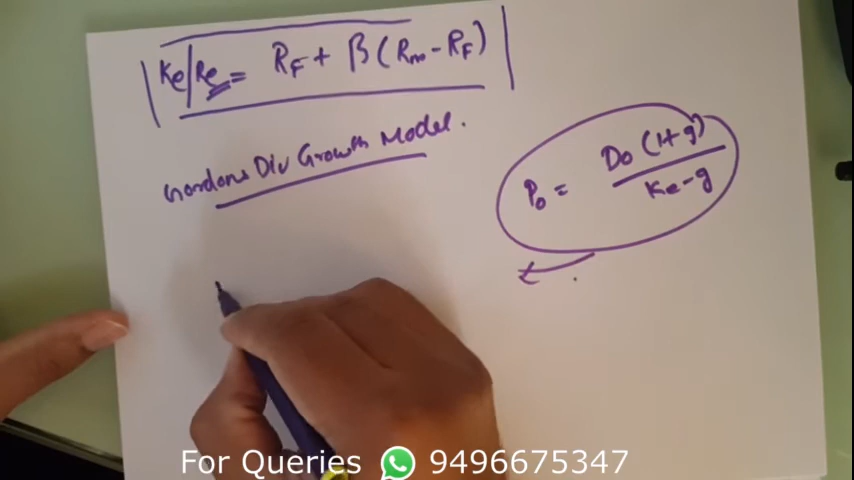 Ke/Re = RF + β(Rm - RF)
Gordons Div Growth Model.
P0 = D0 (1+g) / Ke-g
For Queries 9496675347